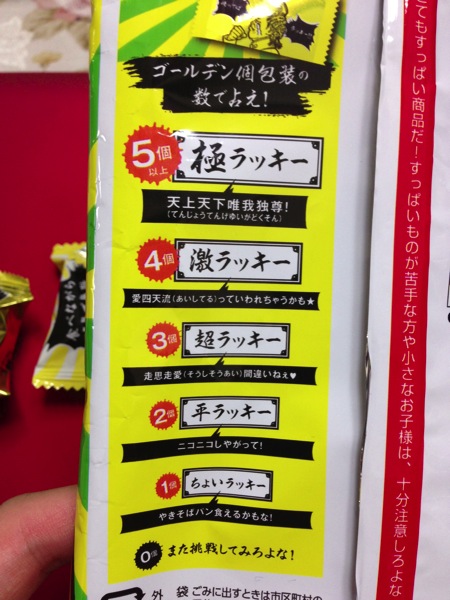 ゴールデン個包装の
数で占え!
5個以上 極ラッキー
天上天下唯我独尊!
(てんじょうてんげゆいがどくそん)
4個 激ラッキー
愛四天流(あいしてる)っていわれちゃうかも★
3個 超ラッキー
走思走愛(そうしそうあい)間違いねぇ♥
2個 平ラッキー
ニコニコしやがって!
1個 ちょいラッキー
やきそばパン食えるかもな!
0個 また挑戦してみろよな!
外 袋 ごみに出すときは市区町村の
とてもすっぱい商品だ!すっぱいものが苦手な方や小さなお子様は、十分注意しろよな